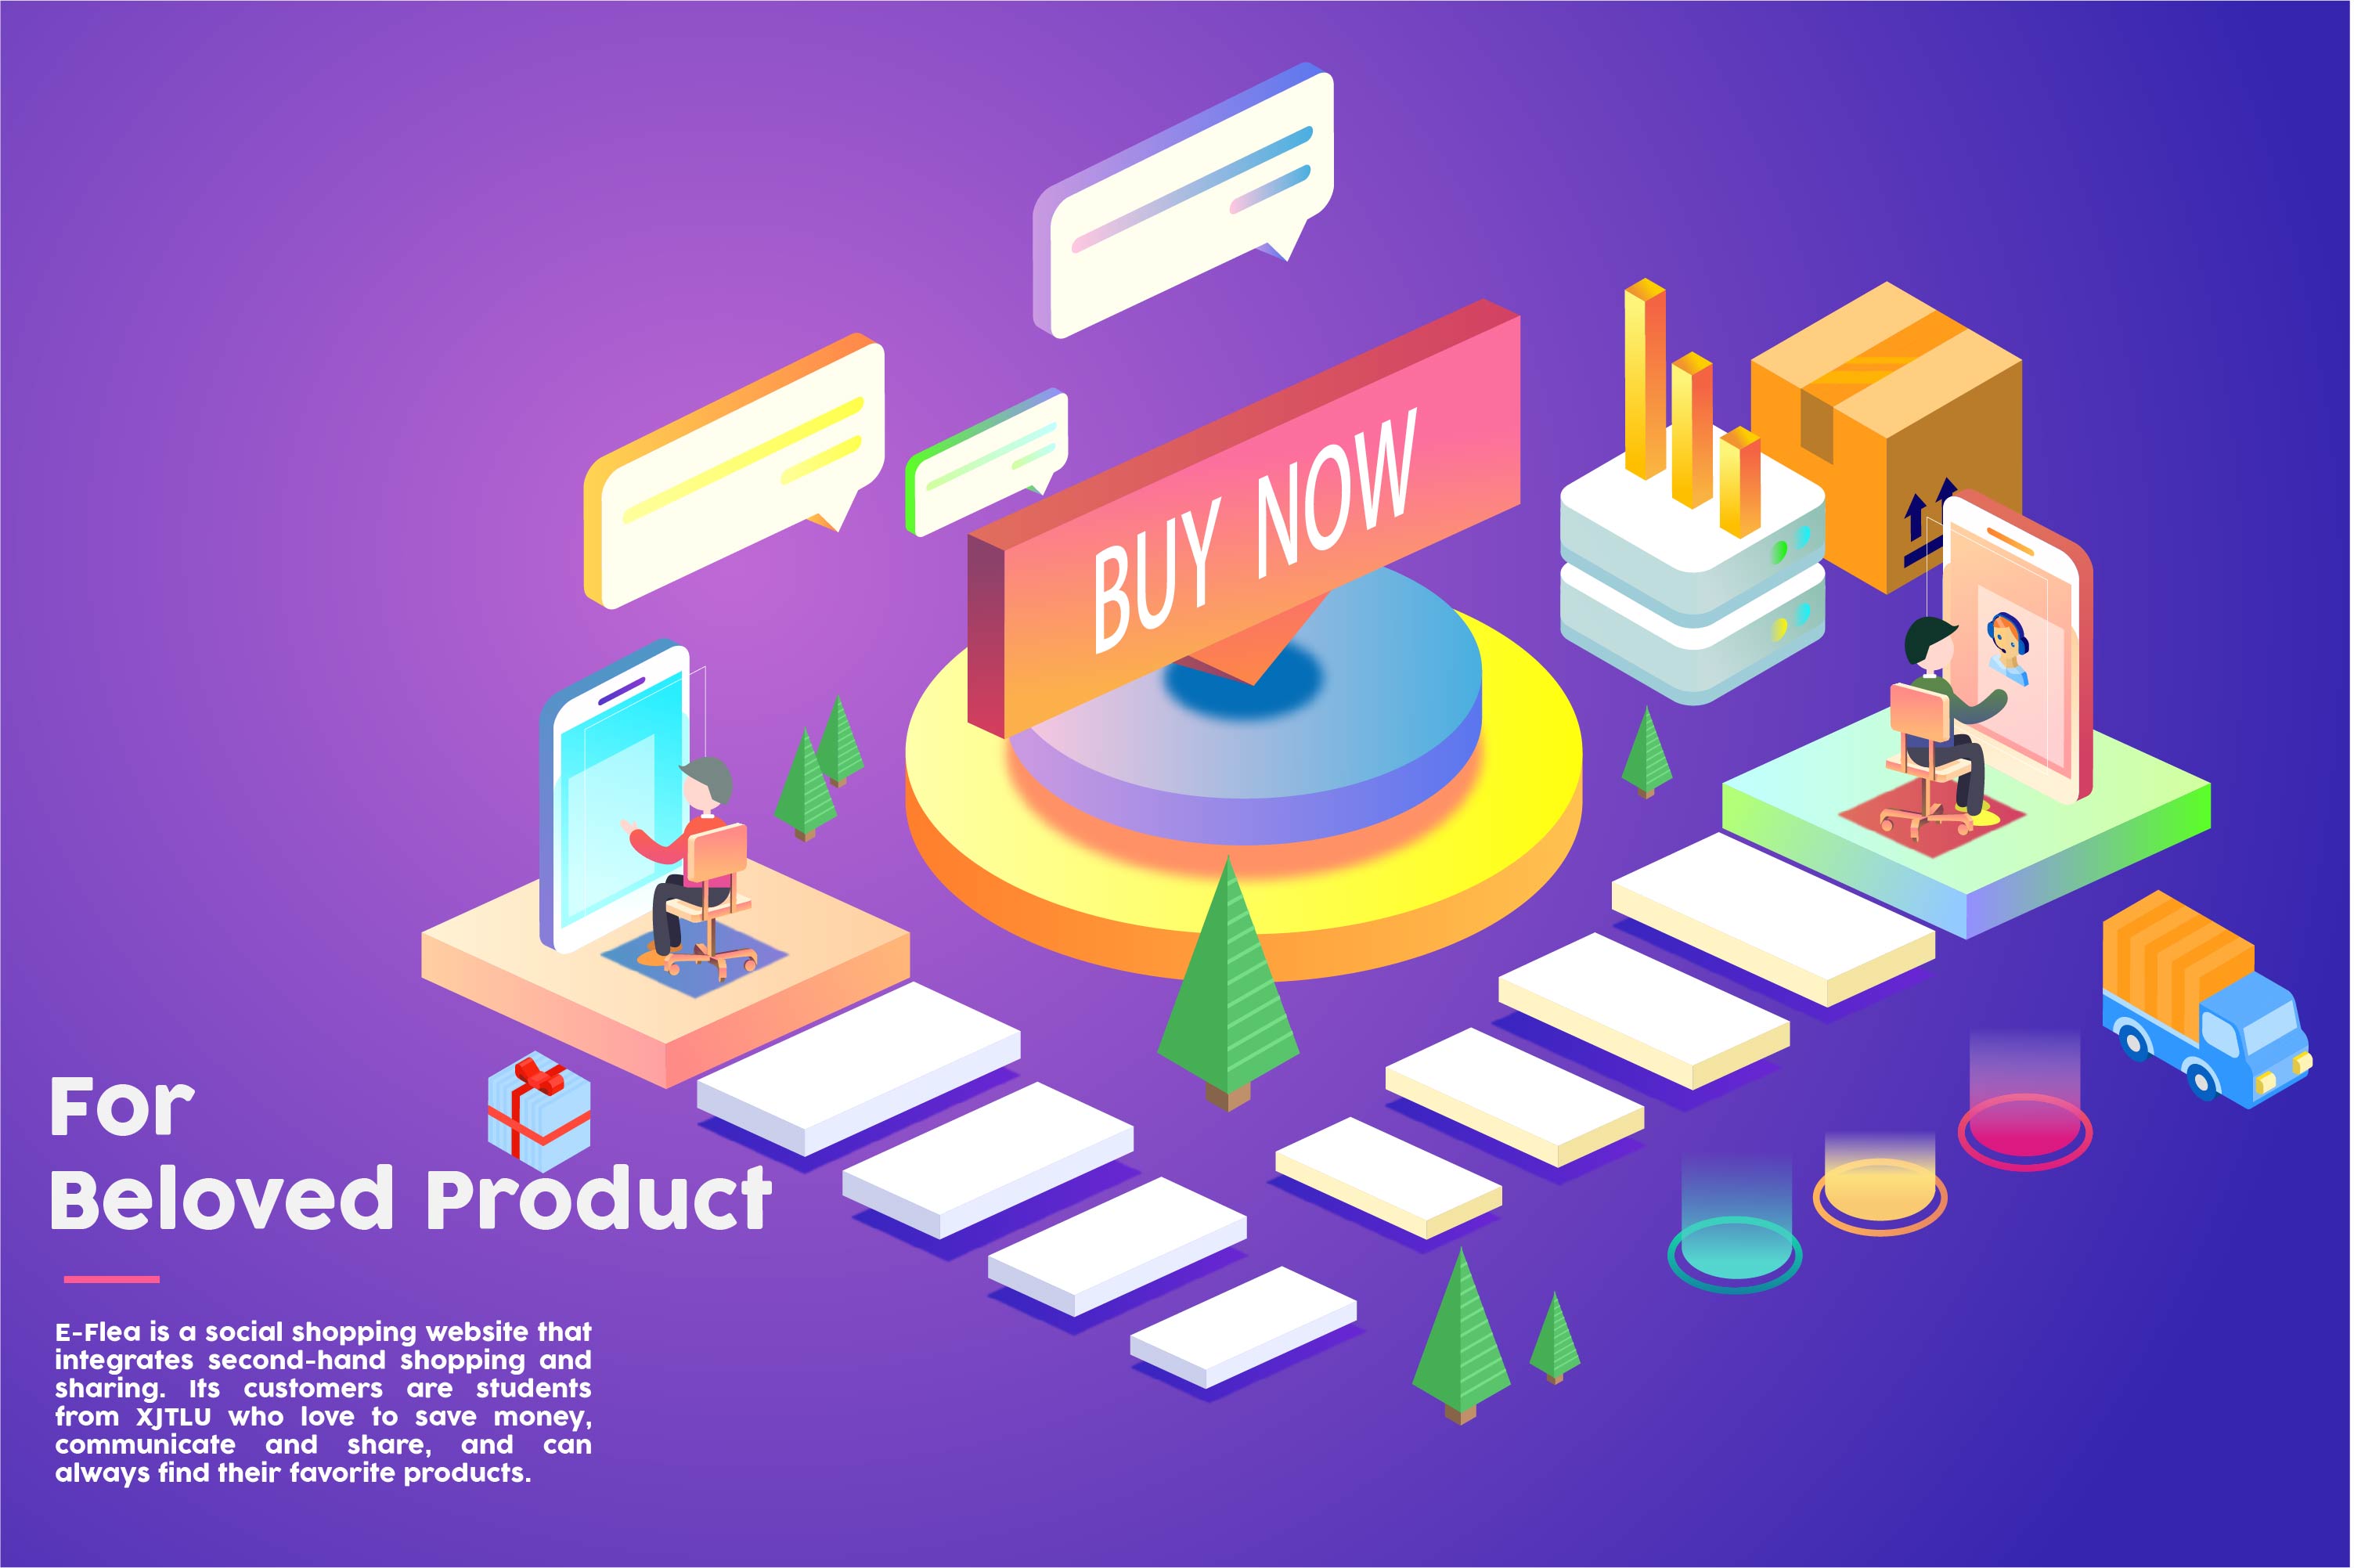 BUY NOW
For
Beloved Product
E-Flea is a social shopping website that
integrates second-hand shopping and
sharing. Its customers are students
from XJTLU who love to save money,
communicate and share, and can
always find their favorite products.